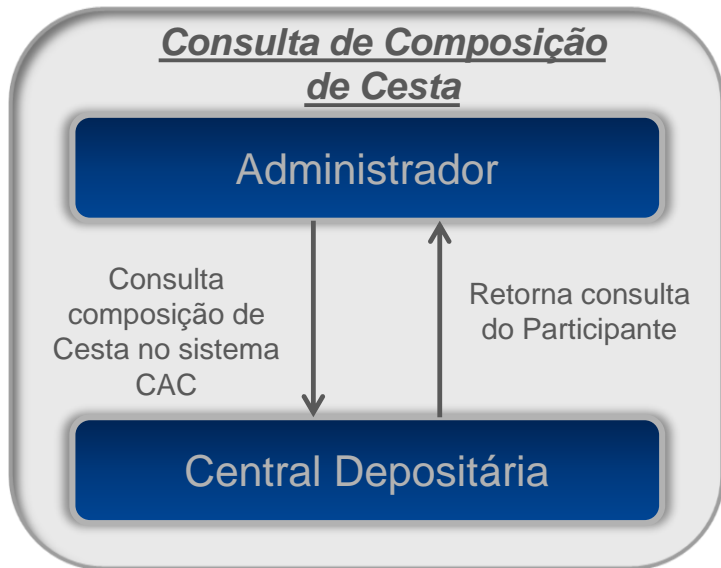 Consulta de Composição
de Cesta
Administrador
Consulta
composição de
Cesta no sistema
CAC
Retorna consulta
do Participante
Central Depositária